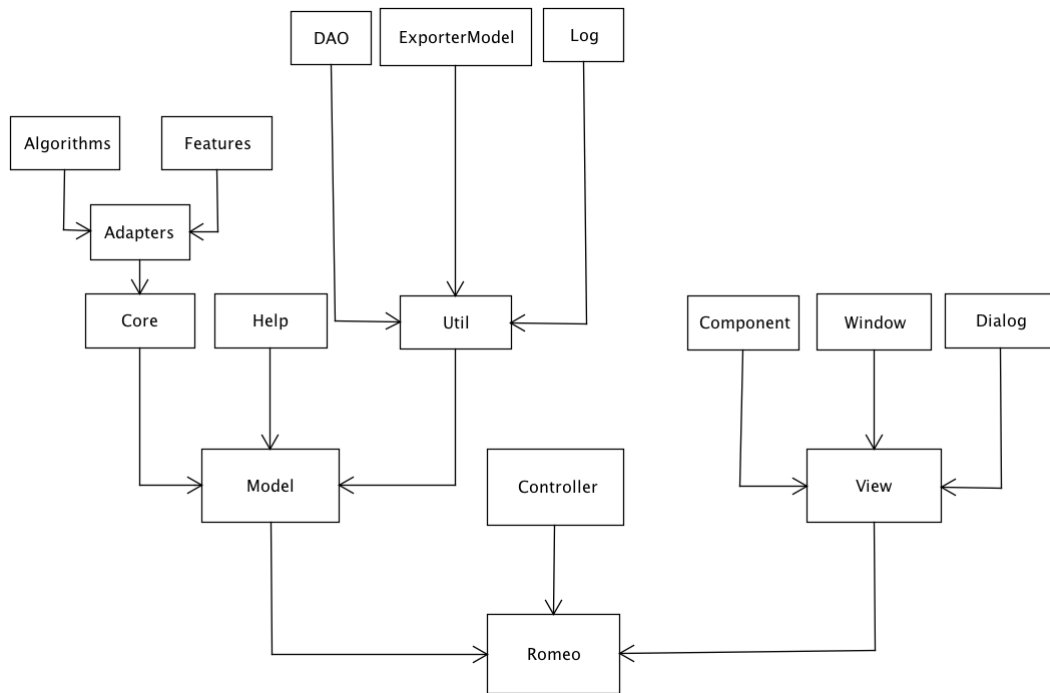 DAO
ExporterModel
Log
Algorithms
Features
Adapters
Core
Help
Util
Component
Window
Dialog
Model
Controller
View
Romeo